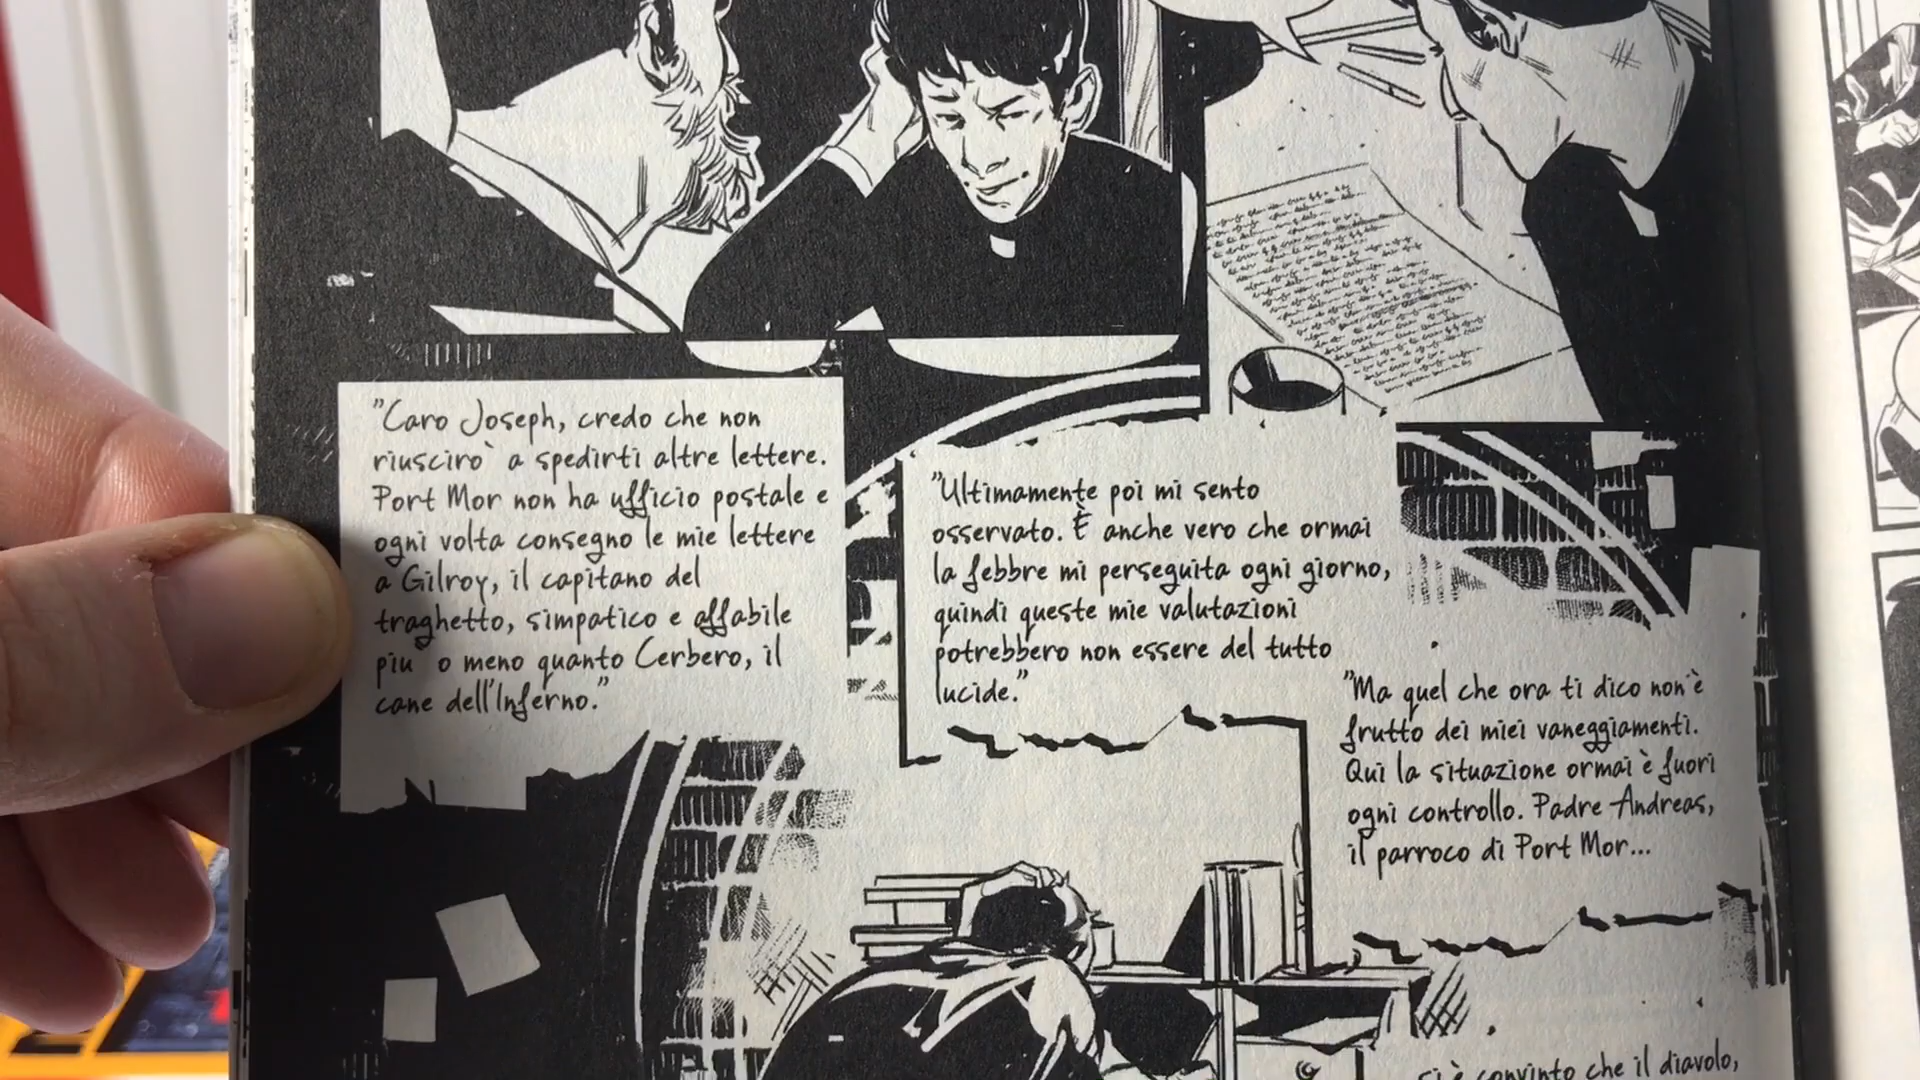 "Caro Joseph, credo che non
riuscirò a spedirti altre lettere.
Port Mor non ha ufficio postale e
ogni volta consegno le mie lettere
a Gilroy, il capitano del
traghetto, simpatico e affabile
più o meno quanto Cerbero, il
cane dell'Inferno."
"Ultimamente poi mi sento
osservato. È anche vero che ormai
la febbre mi perseguita ogni giorno,
quindi queste mie valutazioni
potrebbero non essere del tutto
lucide."
"Ma quel che ora ti dico non è
frutto dei miei vaneggiamenti.
Qui la situazione ormai è fuori
ogni controllo. Padre Andreas,
il parroco di Port Mor...
si è convinto che il diavolo,